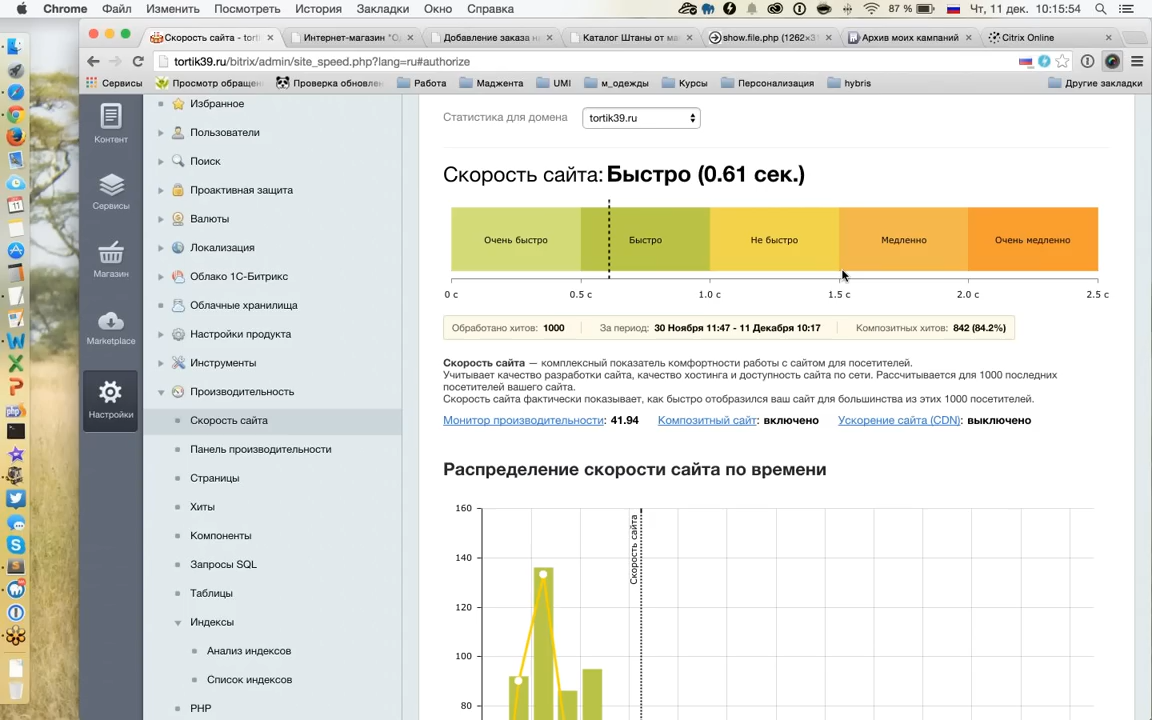 Chrome Файл Изменить Посмотреть История Закладки Окно Справка 87 % Чт, 11 дек. 10:15:54
Скорость сайта - torti Интернет-магазин "О Добавление заказа на Каталог Штаны от ма show.file.php (1262×31 Архив моих кампаний Citrix Online
tortik39.ru/bitrix/admin/site_speed.php?lang=ru#authorize
Сервисы Просмотр обращен Проверка обновле Работа Маджента UMI м_одежды Курсы Персонализация hybris Другие закладки
Контент
Сервисы
Магазин
Marketplace
Настройки
Избранное
Пользователи
Поиск
Проактивная защита
Валюты
Локализация
Облако 1С-Битрикс
Облачные хранилища
Настройки продукта
Инструменты
Производительность
Скорость сайта
Панель производительности
Страницы
Хиты
Компоненты
Запросы SQL
Таблицы
Индексы
Анализ индексов
Список индексов
PHP
Статистика для домена tortik39.ru
Скорость сайта: Быстро (0.61 сек.)
Очень быстро Быстро Не быстро Медленно Очень медленно
0 с 0.5 с 1.0 с 1.5 с 2.0 с 2.5 с
Обработано хитов: 1000 За период: 30 Ноября 11:47 - 11 Декабря 10:17 Композитных хитов: 842 (84.2%)
Скорость сайта — комплексный показатель комфортности работы с сайтом для посетителей.
Учитывает качество разработки сайта, качество хостинга и доступность сайта по сети. Рассчитывается для 1000 последних
посетителей вашего сайта.
Скорость сайта фактически показывает, как быстро отобразился ваш сайт для большинства из этих 1000 посетителей.
Монитор производительности: 41.94 Композитный сайт: включено Ускорение сайта (CDN): выключено
Распределение скорости сайта по времени
160
140
120
100
80
Скорость сайта